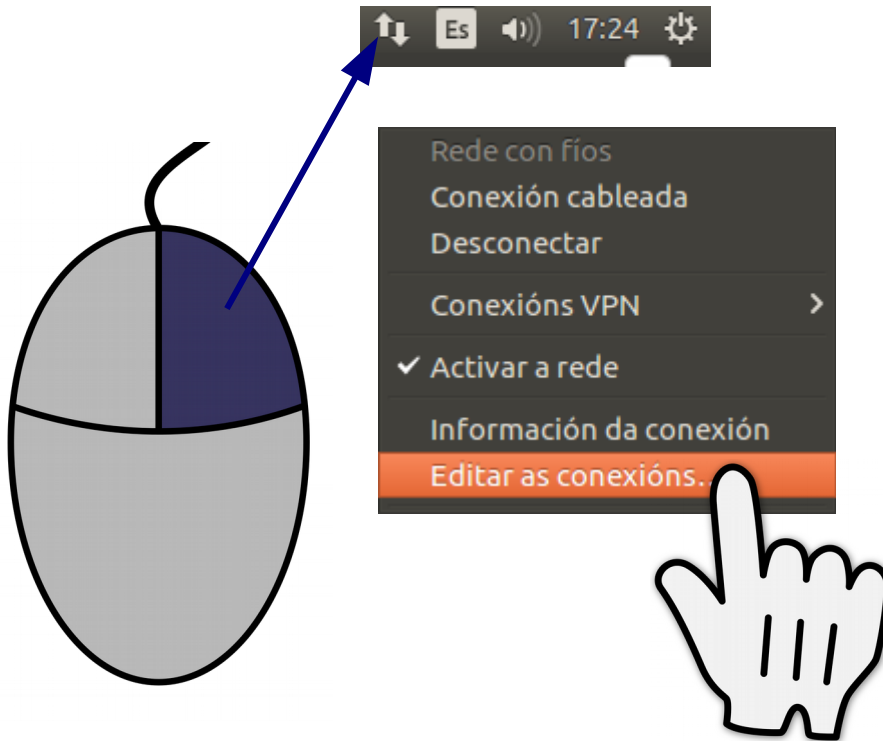 Es
17:24
Rede con fíos
Conexión cableada
Desconectar
Conexións VPN
Activar a rede
Información da conexión
Editar as conexións..